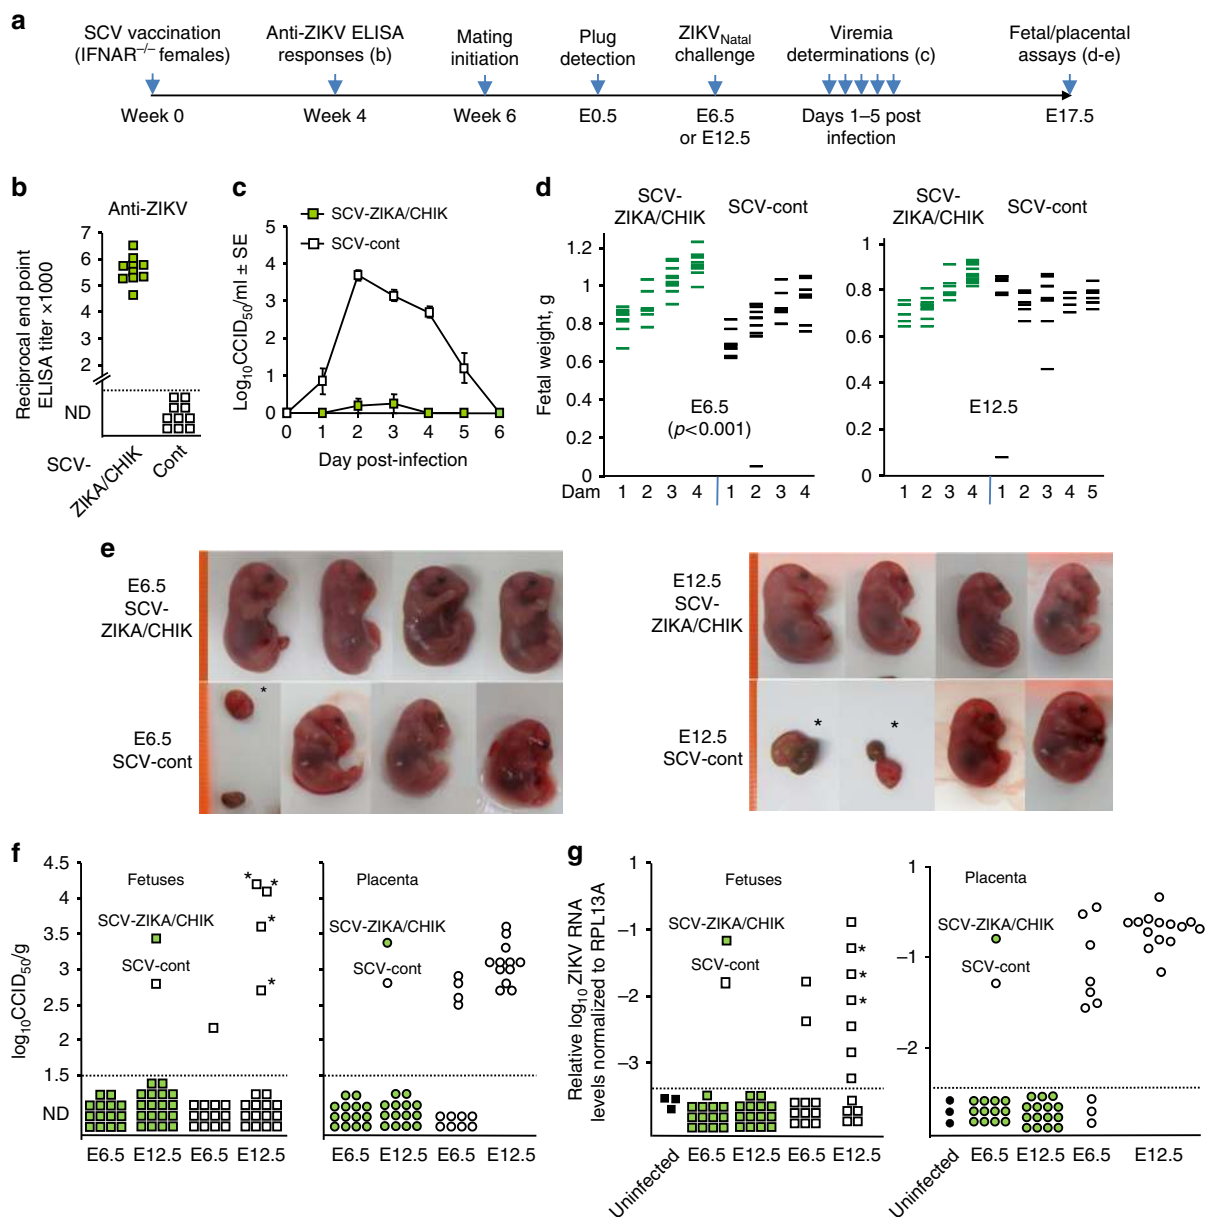 a
SCV vaccination
(IFNAR–/– females)
Anti-ZIKV ELISA
responses (b)
Mating
initiation
Plug
detection
ZIKVNatal
challenge
Viremia
determinations (c)
Fetal/placental
assays (d-e)
Week 0
Week 4
Week 6
E0.5
E6.5
or E12.5
Days 1–5 post
infection
E17.5
b
Anti-ZIKV
Reciprocal end point
ELISA titer ×1000
7
6
5
4
3
2
ND
SCV-
ZIKA/CHIK
Cont
c
SCV-ZIKA/CHIK
SCV-cont
Log10CCID50/ml ± SE
5
4
3
2
1
0
0 1 2 3 4 5 6
Day post-infection
d
SCV-
ZIKA/CHIK
SCV-cont
Fetal weight, g
1.2
1.0
0.8
0.6
0.4
0.2
0
E6.5
(p<0.001)
Dam 1 2 3 4 1 2 3 4
SCV-
ZIKA/CHIK
SCV-cont
1
0.8
0.6
0.4
0.2
0
E12.5
1 2 3 4 1 2 3 4 5
e
E6.5
SCV-
ZIKA/CHIK
E6.5
SCV-cont
*
E12.5
SCV-
ZIKA/CHIK
E12.5
SCV-cont
* *
f
log10CCID50/g
4.5
4
3.5
3
2.5
2
1.5
ND
Fetuses
SCV-ZIKA/CHIK
SCV-cont
* *
*
*
E6.5 E12.5 E6.5 E12.5
Placenta
SCV-ZIKA/CHIK
SCV-cont
E6.5 E12.5 E6.5 E12.5
g
Relative log10 ZIKV RNA
levels normalized to RPL13A
1
–1
–2
–3
Fetuses
SCV-ZIKA/CHIK
SCV-cont
*
*
*
Uninfected E6.5 E12.5 E6.5 E12.5
1
–1
–2
Placenta
SCV-ZIKA/CHIK
SCV-cont
Uninfected E6.5 E12.5 E6.5 E12.5